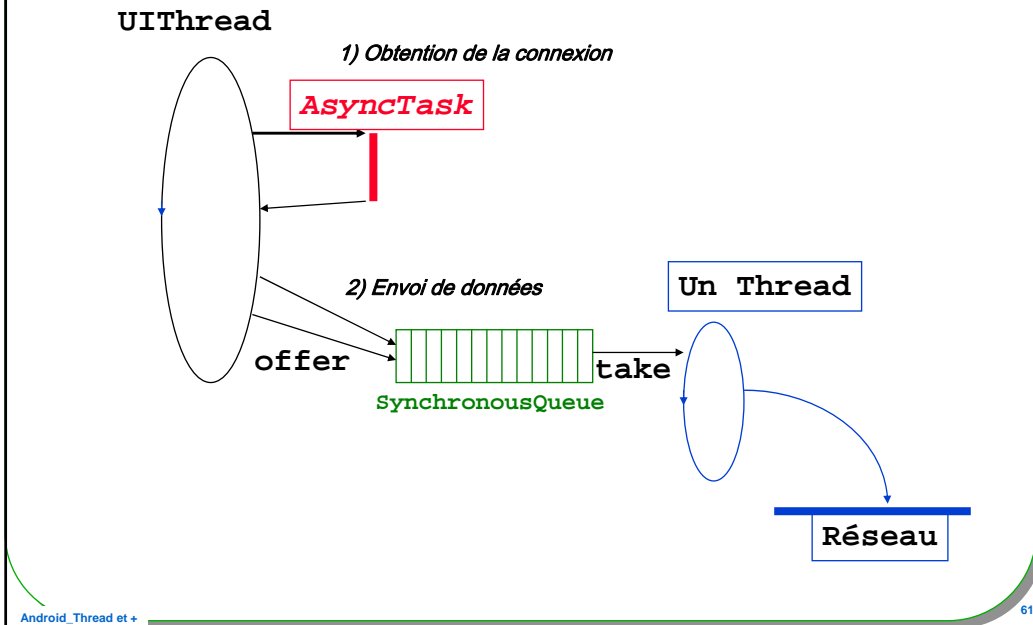 UIThread
1) Obtention de la connexion
AsyncTask
2) Envoi de données
Un Thread
offer
take
SynchronousQueue
Réseau
Android_Thread et +
61